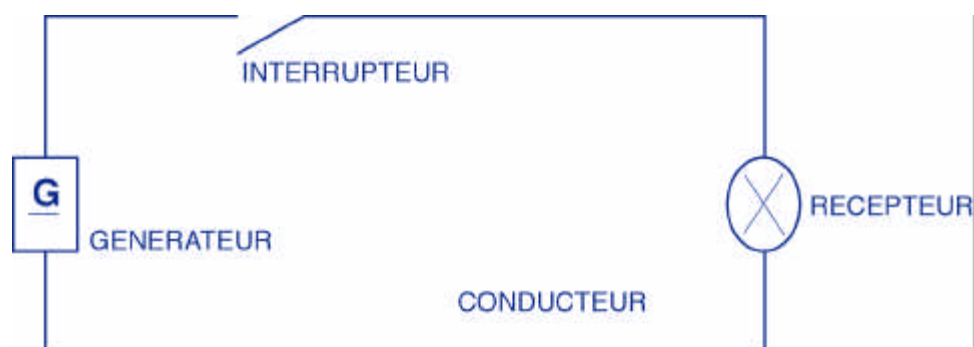 INTERRUPTEUR
G
RECEPTEUR
GENERATEUR
CONDUCTEUR